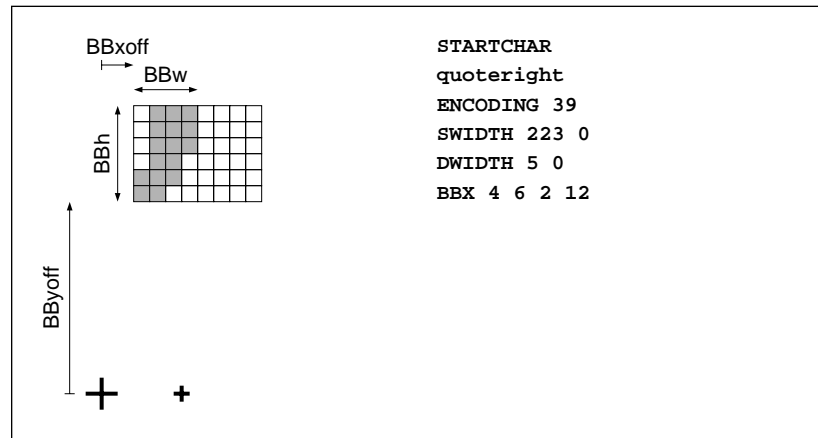 BBxoff
BBw
BBh
BByoff
STARTCHAR
quoteright
ENCODING 39
SWIDTH 223 0
DWIDTH 5 0
BBX 4 6 2 12